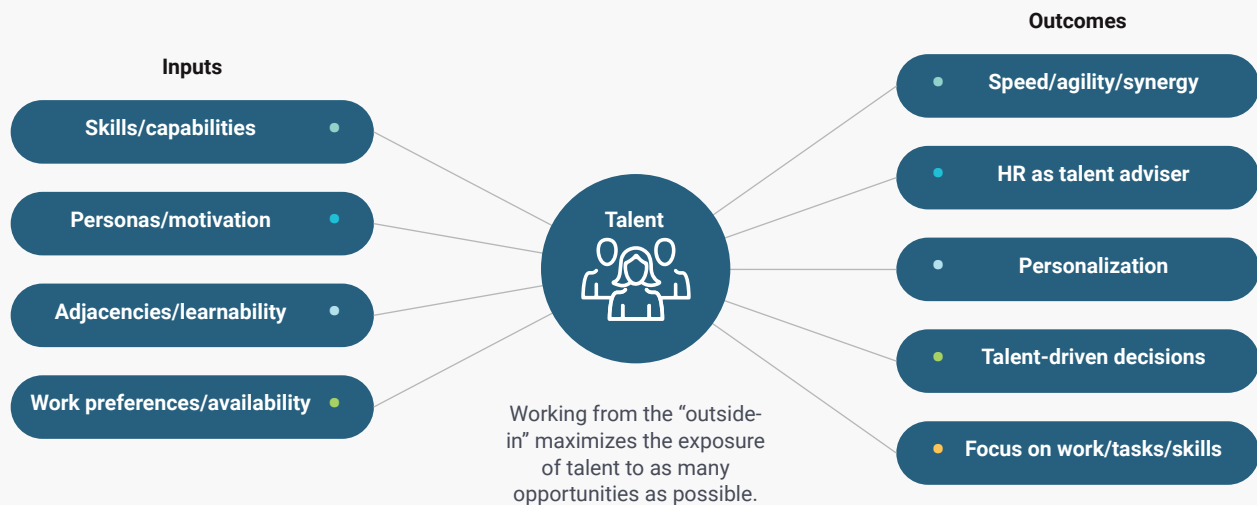 Inputs
Skills/capabilities
Personas/motivation
Adjacencies/learnability
Work preferences/availability
Talent
Working from the “outside-
in” maximizes the exposure
of talent to as many
opportunities as possible.
Outcomes
Speed/agility/synergy
HR as talent adviser
Personalization
Talent-driven decisions
Focus on work/tasks/skills